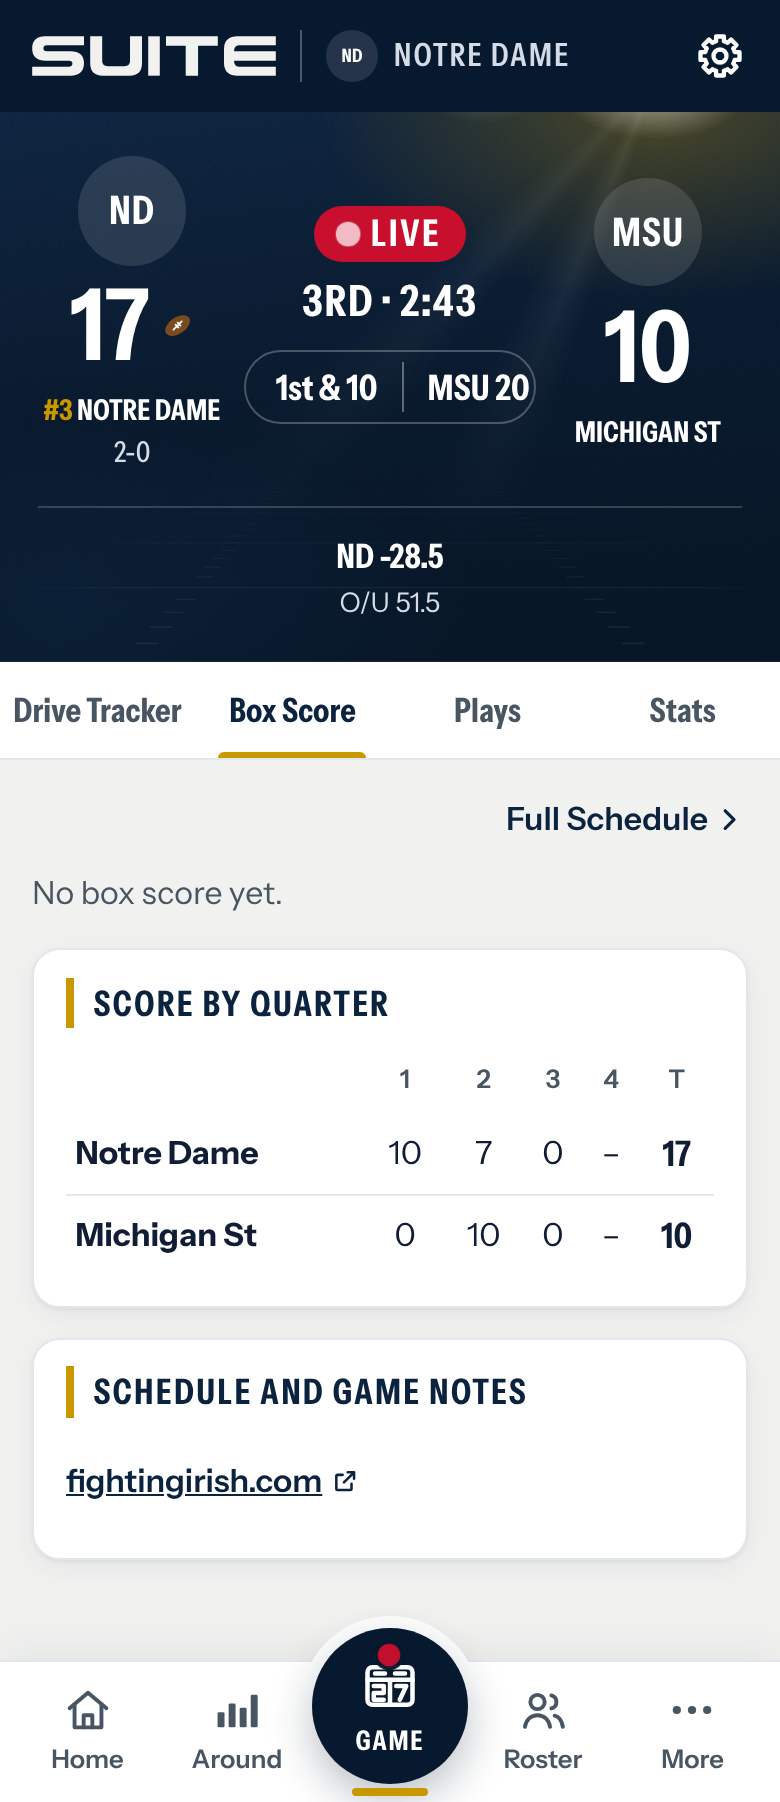 SUITE
ND NOTRE DAME
ND
17
#3 NOTRE DAME
2-0
LIVE
3RD · 2:43
1st & 10 MSU 20
MSU
10
MICHIGAN ST
ND -28.5
O/U 51.5
Drive Tracker Box Score Plays Stats
Full Schedule
No box score yet.
SCORE BY QUARTER
1 2 3 4 T
Notre Dame 10 7 0 – 17
Michigan St 0 10 0 – 10
SCHEDULE AND GAME NOTES
fightingirish.com
27
Home Around GAME Roster More